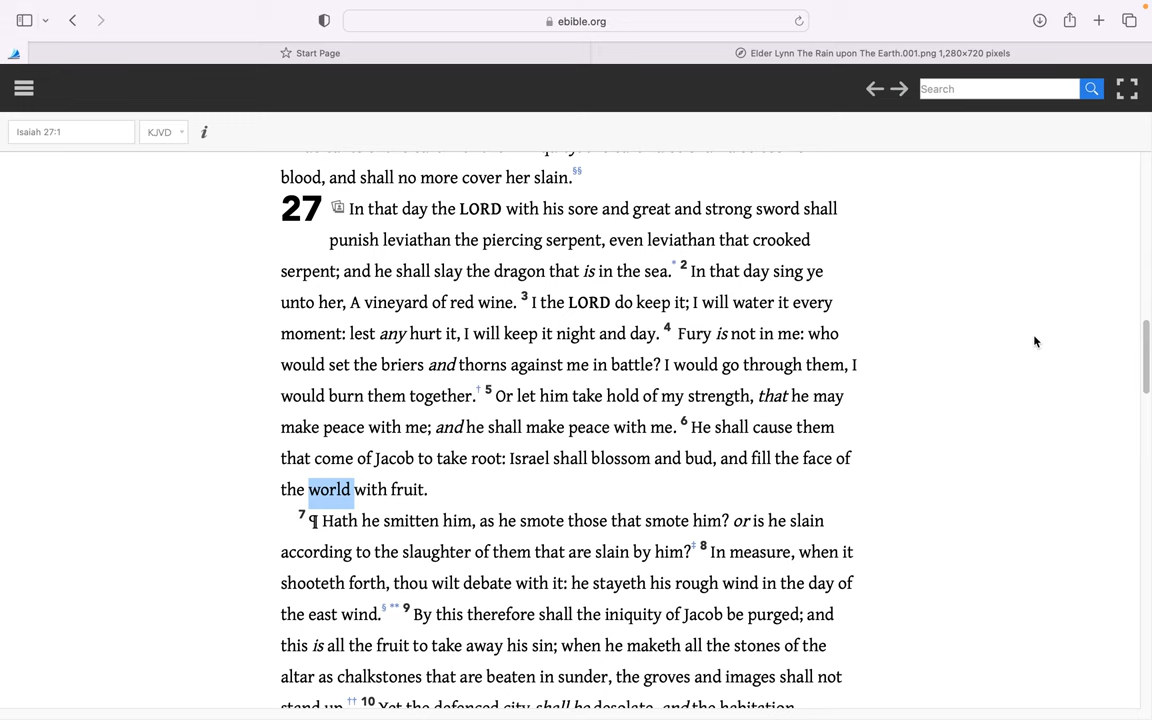 ebible.org
Start Page
Elder Lynn The Rain upon The Earth.001.png 1,280×720 pixels
Search
Isaiah 27:1
KJVD
i
blood, and shall no more cover her slain.§§
27 In that day the LORD with his sore and great and strong sword shall
punish leviathan the piercing serpent, even leviathan that crooked
serpent; and he shall slay the dragon that is in the sea.* 2 In that day sing ye
unto her, A vineyard of red wine. 3 I the LORD do keep it; I will water it every
moment: lest any hurt it, I will keep it night and day. 4 Fury is not in me: who
would set the briers and thorns against me in battle? I would go through them, I
would burn them together.† 5 Or let him take hold of my strength, that he may
make peace with me; and he shall make peace with me. 6 He shall cause them
that come of Jacob to take root: Israel shall blossom and bud, and fill the face of
the world with fruit.
7 ¶ Hath he smitten him, as he smote those that smote him? or is he slain
according to the slaughter of them that are slain by him?‡ 8 In measure, when it
shooteth forth, thou wilt debate with it: he stayeth his rough wind in the day of
the east wind.§ ** 9 By this therefore shall the iniquity of Jacob be purged; and
this is all the fruit to take away his sin; when he maketh all the stones of the
altar as chalkstones that are beaten in sunder, the groves and images shall not
stand up.†† 10 Yet the defenced city shall be desolate, and the habitation